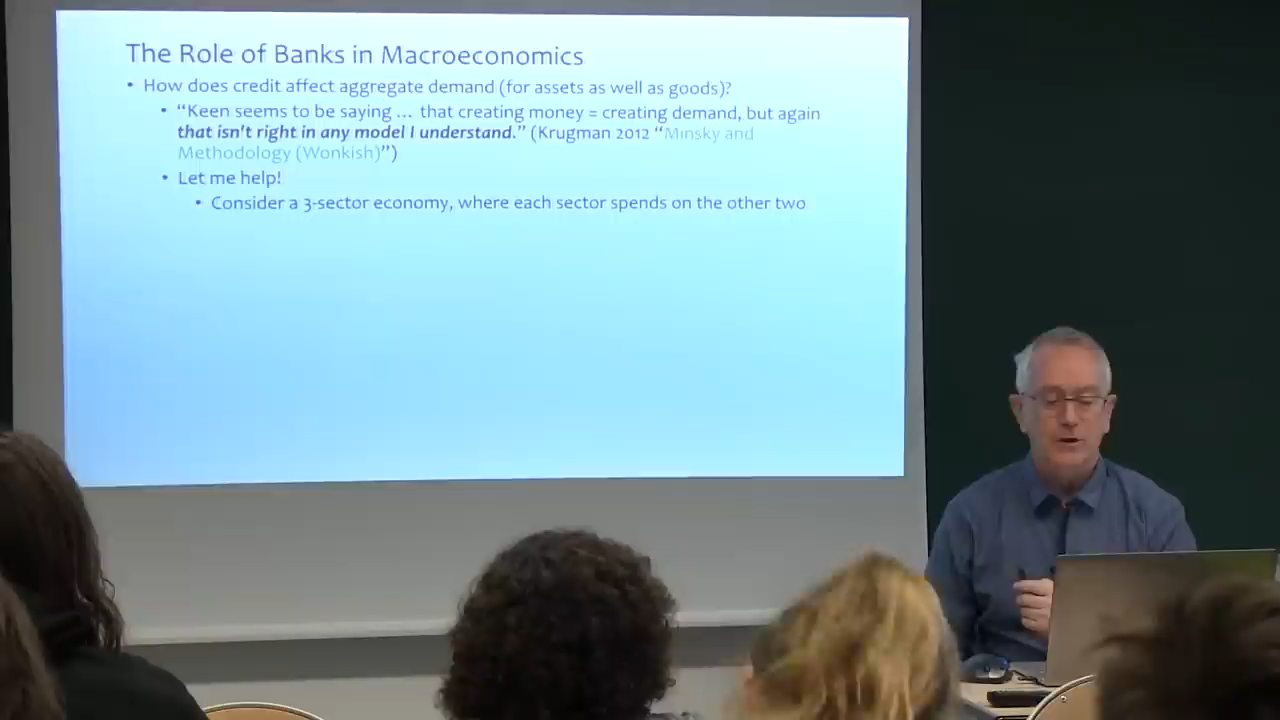 The Role of Banks in Macroeconomics
• How does credit affect aggregate demand (for assets as well as goods)?
• “Keen seems to be saying … that creating money = creating demand, but again
that isn't right in any model I understand.” (Krugman 2012 “Minsky and
Methodology (Wonkish)”)
• Let me help!
• Consider a 3-sector economy, where each sector spends on the other two